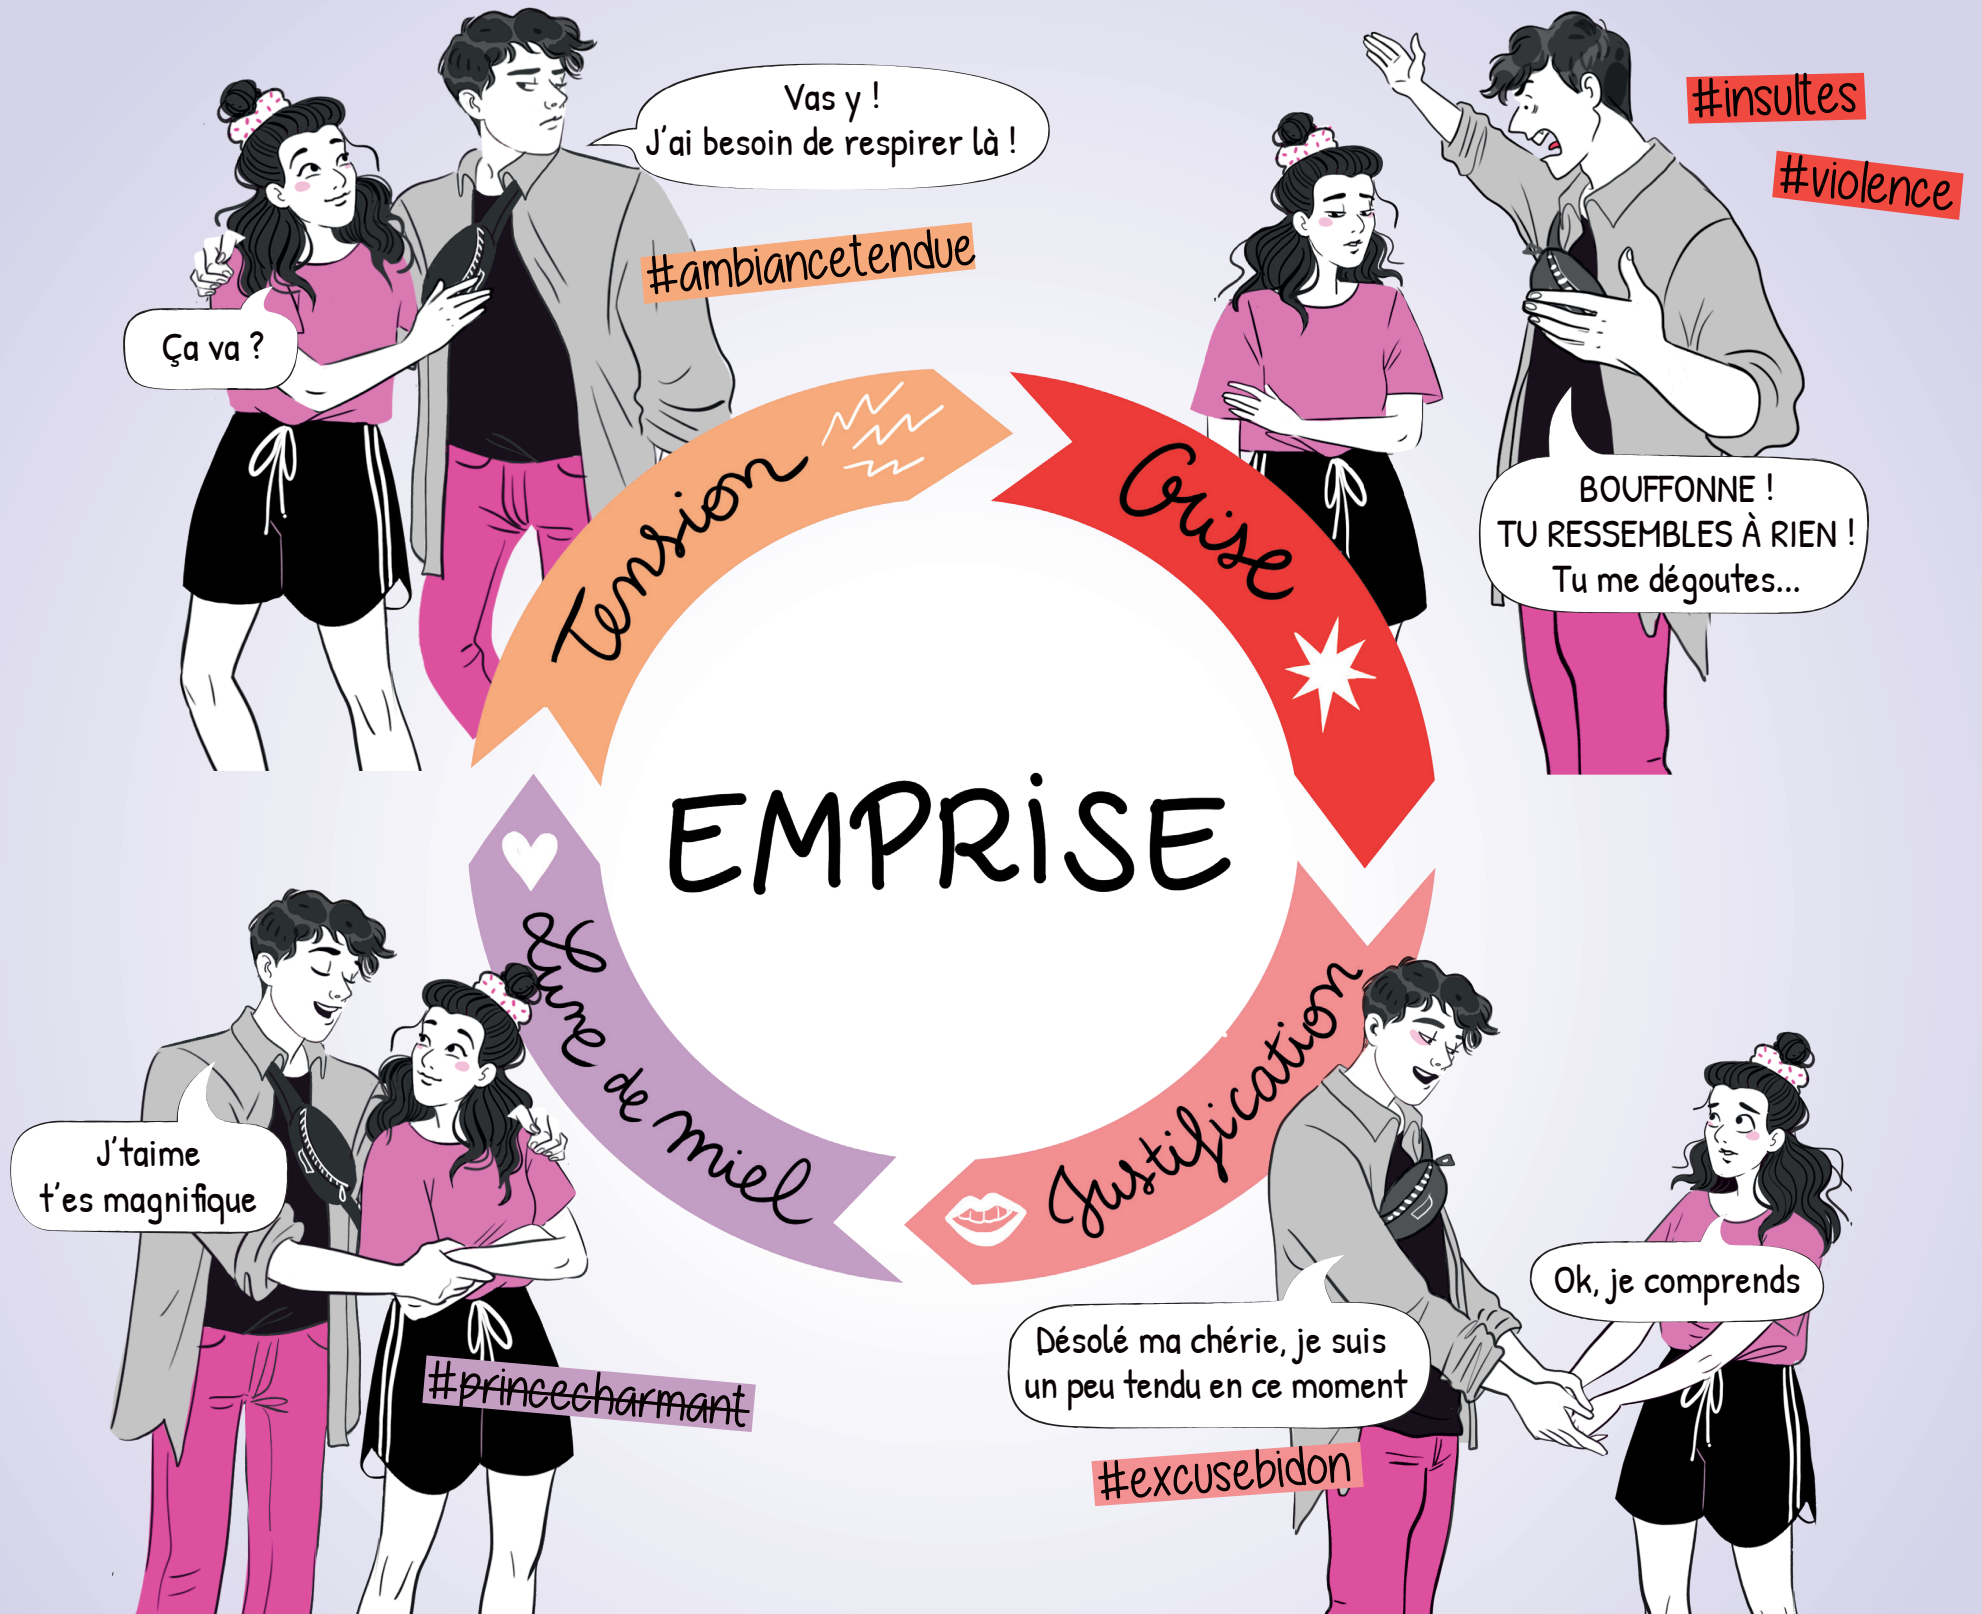 Vas y !
J'ai besoin de respirer là !
#ambiancetendue
Ça va ?
Tension
#insultes
#violence
BOUFFONNE !
TU RESSEMBLES À RIEN !
Tu me dégoutes...
Crise
EMPRISE
Justification
Désolé ma chérie, je suis
un peu tendu en ce moment
Ok, je comprends
#excusebidon
Lune de miel
J'taime
t'es magnifique
#princecharmant